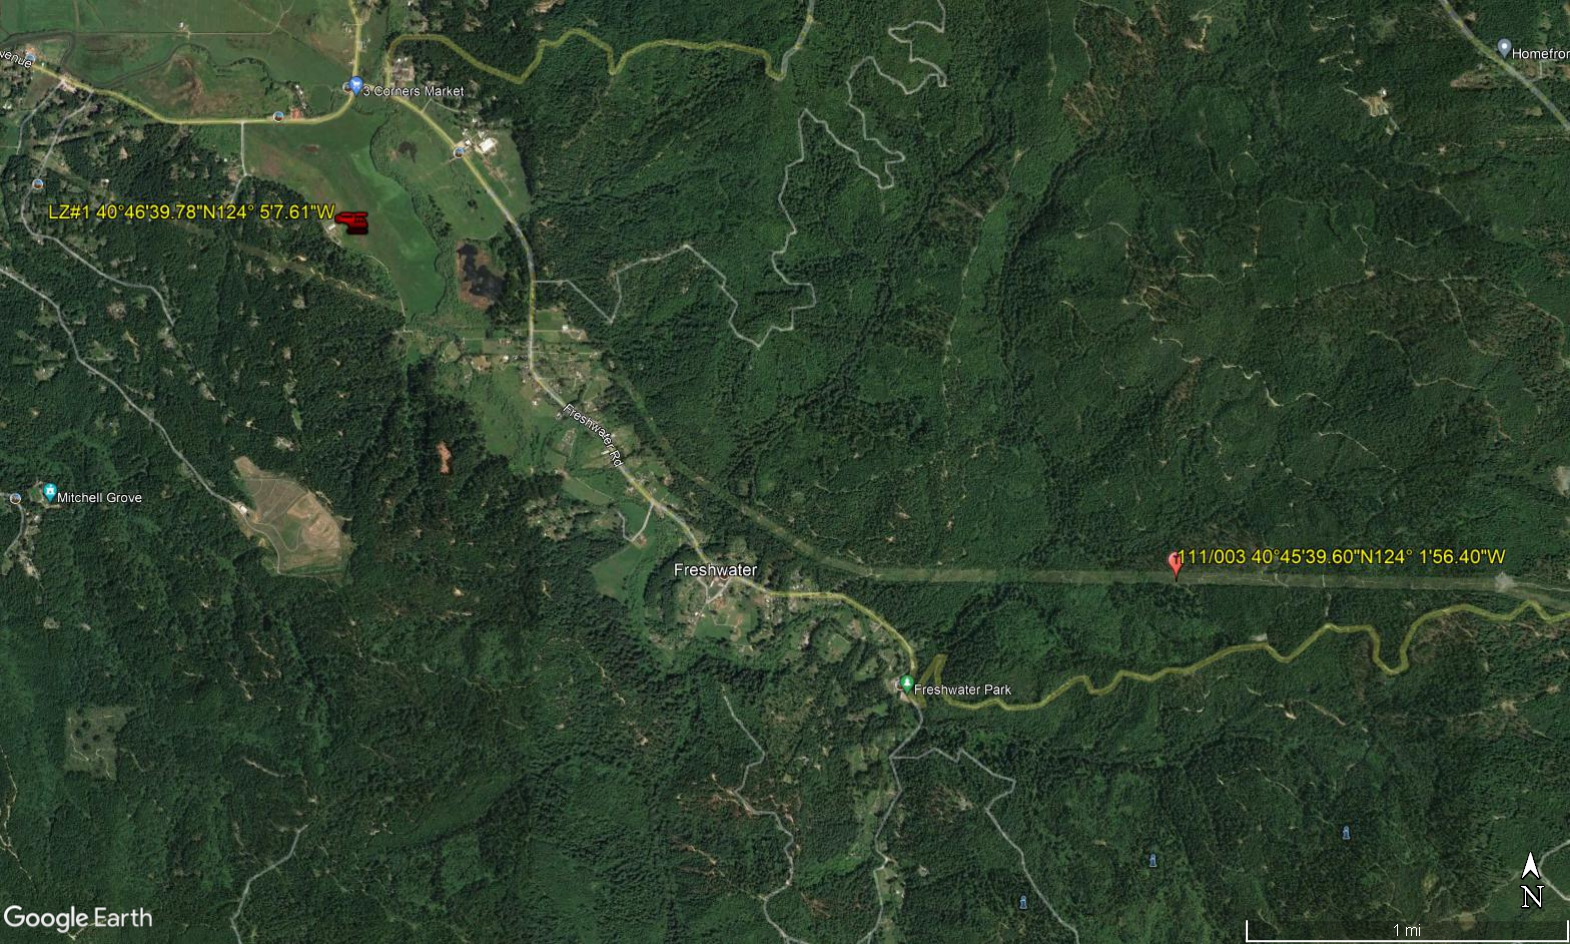 venue
Homefron
3 Corners Market
LZ#1 40°46'39.78"N124° 5'7.61"W
Freshwater Rd
Mitchell Grove
111/003 40°45'39.60"N124° 1'56.40"W
Freshwater
Freshwater Park
N
Google Earth
1 mi